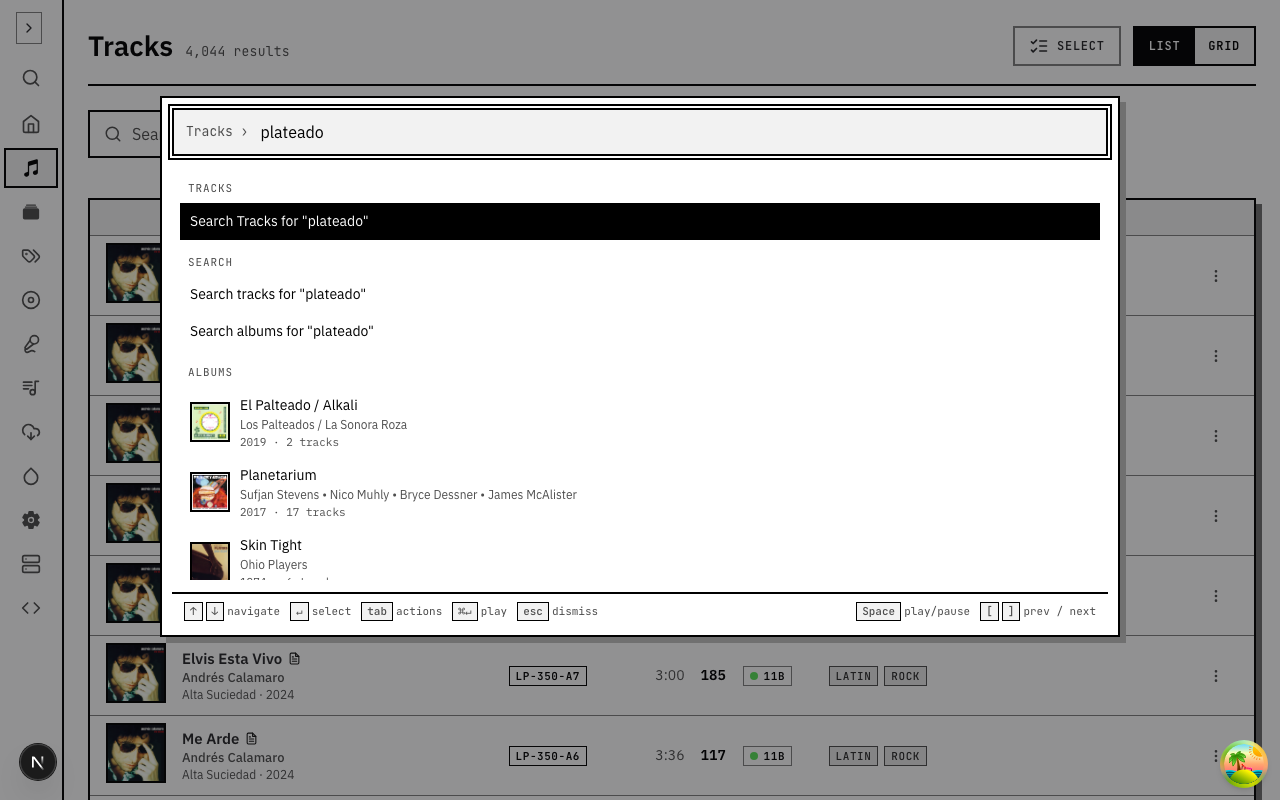 Tracks 4,044 results
SELECT
LIST GRID
Tracks › plateado
TRACKS
Search Tracks for "plateado"
SEARCH
Search tracks for "plateado"
Search albums for "plateado"
ALBUMS
El Palteado / Alkali
Los Palteados / La Sonora Roza
2019 · 2 tracks
Planetarium
Sufjan Stevens • Nico Muhly • Bryce Dessner • James McAlister
2017 · 17 tracks
Skin Tight
Ohio Players
↑ ↓ navigate ↵ select tab actions ⌘↵ play esc dismiss Space play/pause [ ] prev / next
Elvis Esta Vivo
Andrés Calamaro
Alta Suciedad · 2024
LP-350-A7 3:00 185 11B LATIN ROCK
Me Arde
Andrés Calamaro
Alta Suciedad · 2024
LP-350-A6 3:36 117 11B LATIN ROCK
N